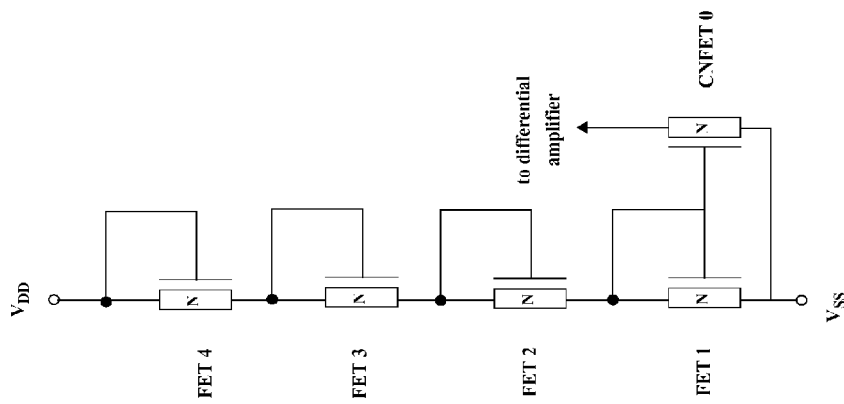 V_DD
FET 4
N
FET 3
N
FET 2
N
to differential
amplifier
FET 1
N
CNFET 0
N
V_SS